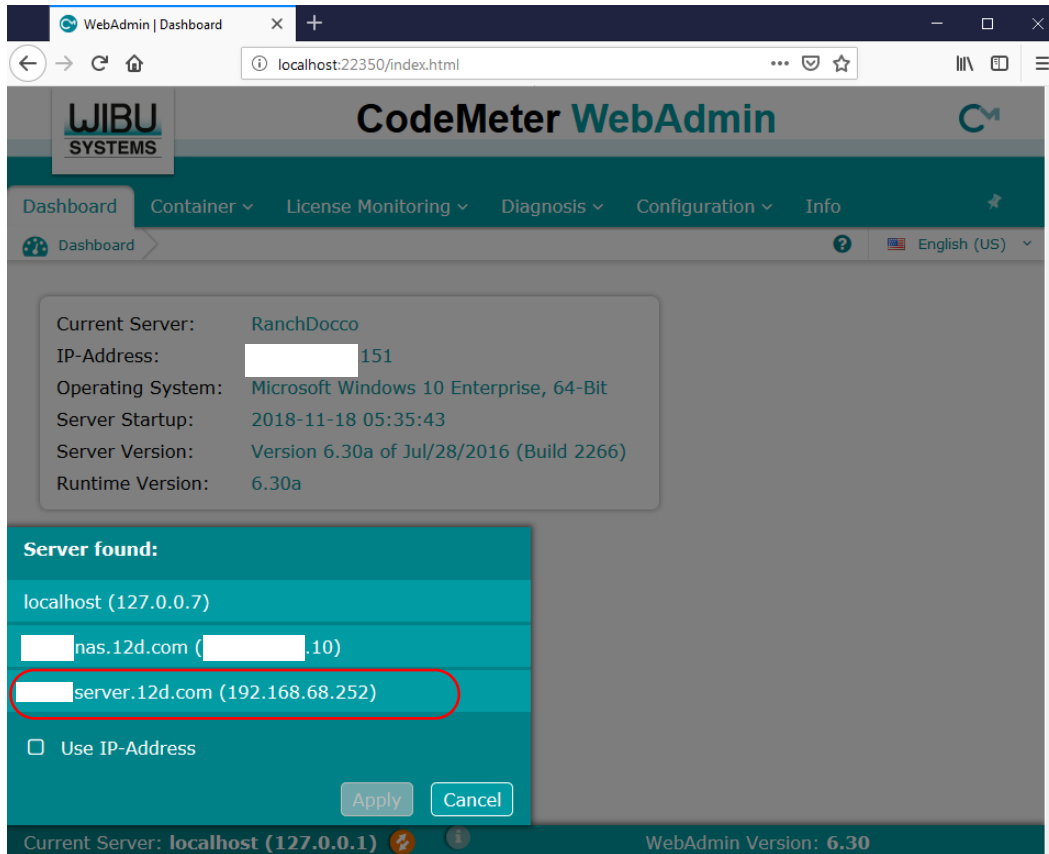 WebAdmin | Dashboard
localhost:22350/index.html
WIBU
SYSTEMS
CodeMeter WebAdmin
CM
Dashboard Container License Monitoring Diagnosis Configuration Info
Dashboard English (US)
Current Server: RanchDocco
IP-Address: 151
Operating System: Microsoft Windows 10 Enterprise, 64-Bit
Server Startup: 2018-11-18 05:35:43
Server Version: Version 6.30a of Jul/28/2016 (Build 2266)
Runtime Version: 6.30a
Server found:
localhost (127.0.0.7)
nas.12d.com ( .10)
server.12d.com (192.168.68.252)
Use IP-Address
Apply Cancel
Current Server: localhost (127.0.0.1) WebAdmin Version: 6.30